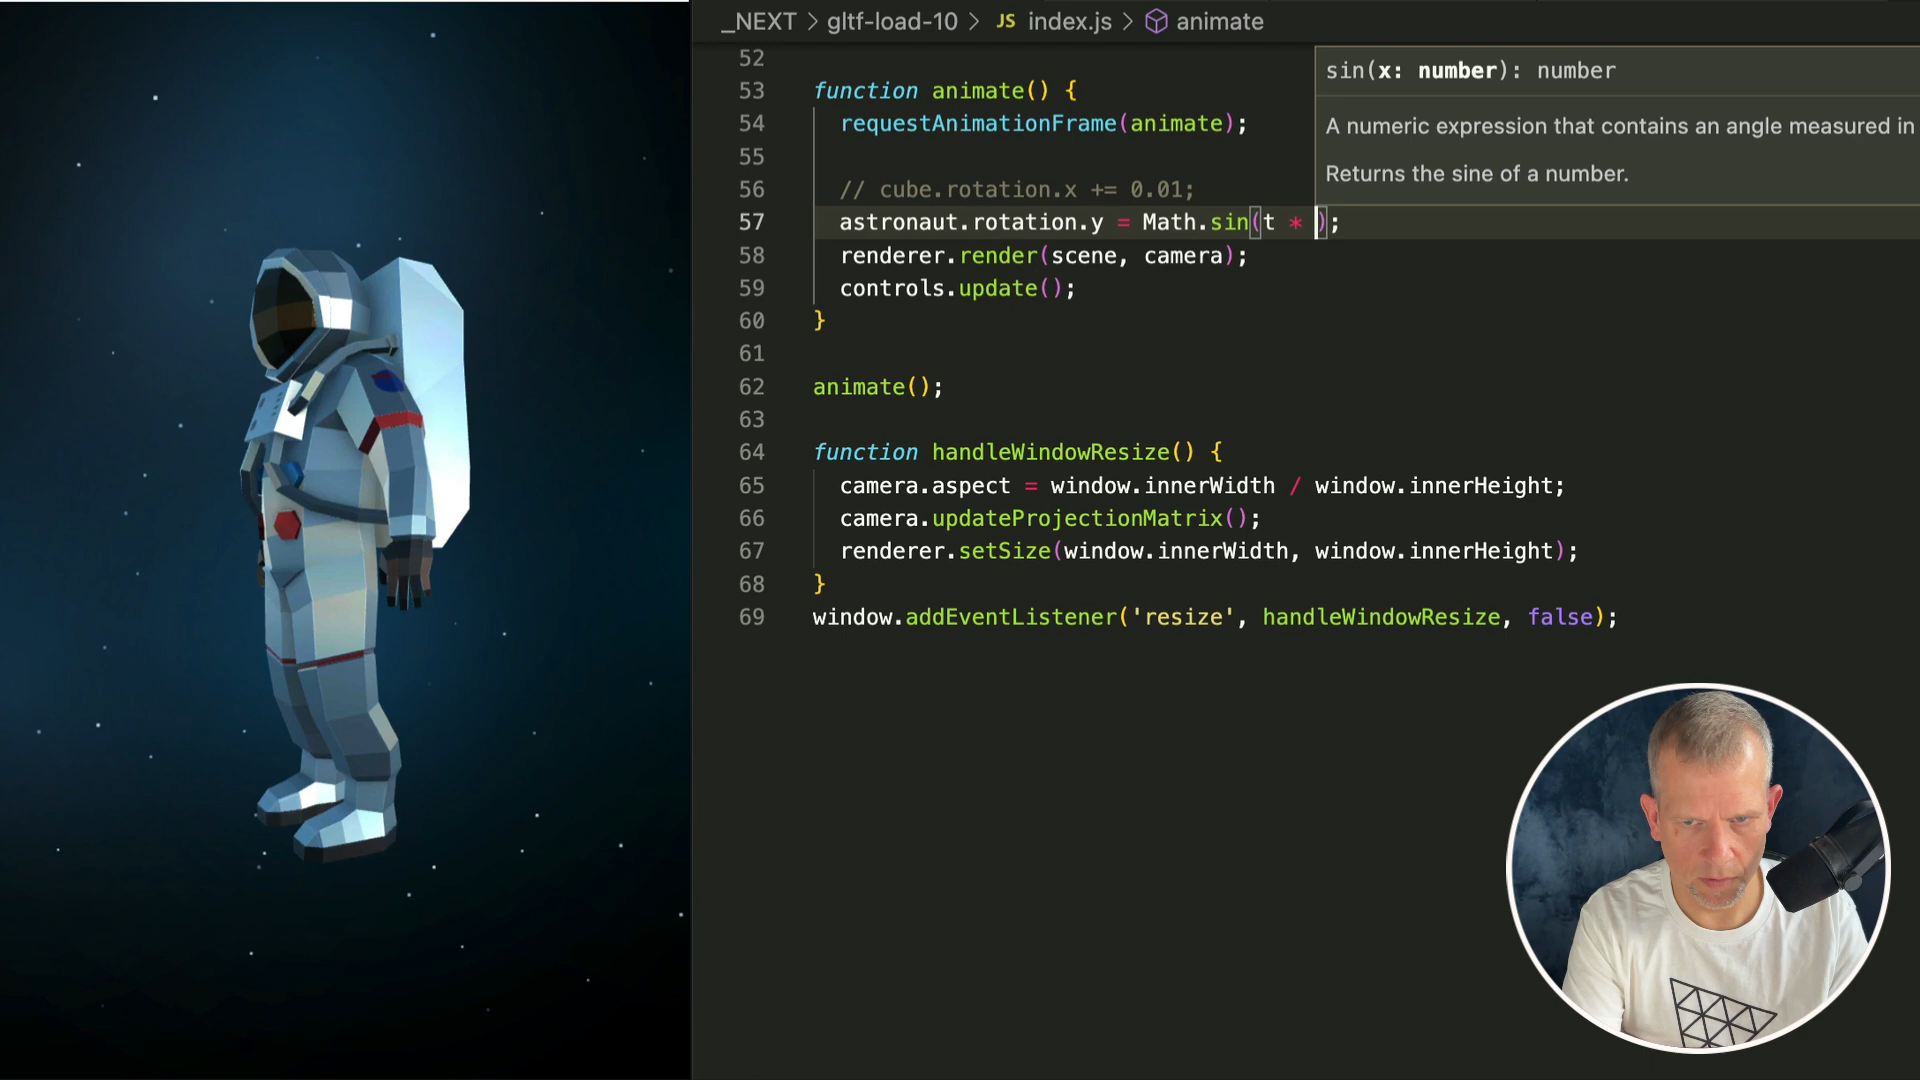 _NEXT > gltf-load-10 > JS index.js > animate
52
53 function animate() {
54 requestAnimationFrame(animate);
55
56 // cube.rotation.x += 0.01;
57 astronaut.rotation.y = Math.sin(t * );
58 renderer.render(scene, camera);
59 controls.update();
60 }
61
62 animate();
63
64 function handleWindowResize() {
65 camera.aspect = window.innerWidth / window.innerHeight;
66 camera.updateProjectionMatrix();
67 renderer.setSize(window.innerWidth, window.innerHeight);
68 }
69 window.addEventListener('resize', handleWindowResize, false);
sin(x: number): number
A numeric expression that contains an angle measured in
Returns the sine of a number.